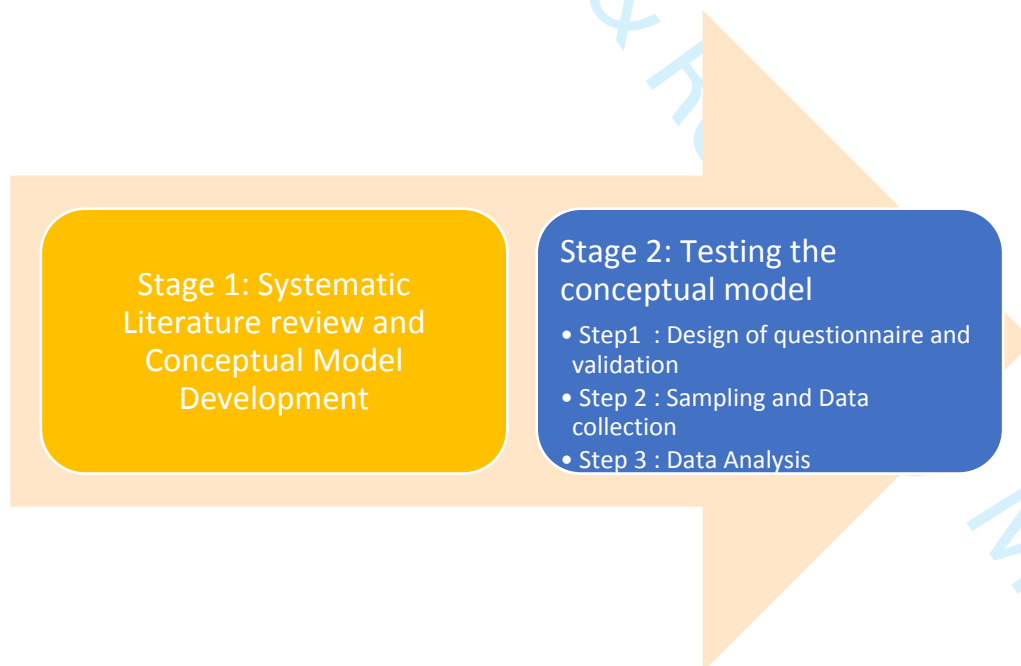 Stage 1: Systematic
Literature review and
Conceptual Model
Development
Stage 2: Testing the
conceptual model
• Step1 : Design of questionnaire and
validation
• Step 2 : Sampling and Data
collection
• Step 3 : Data Analysis
&